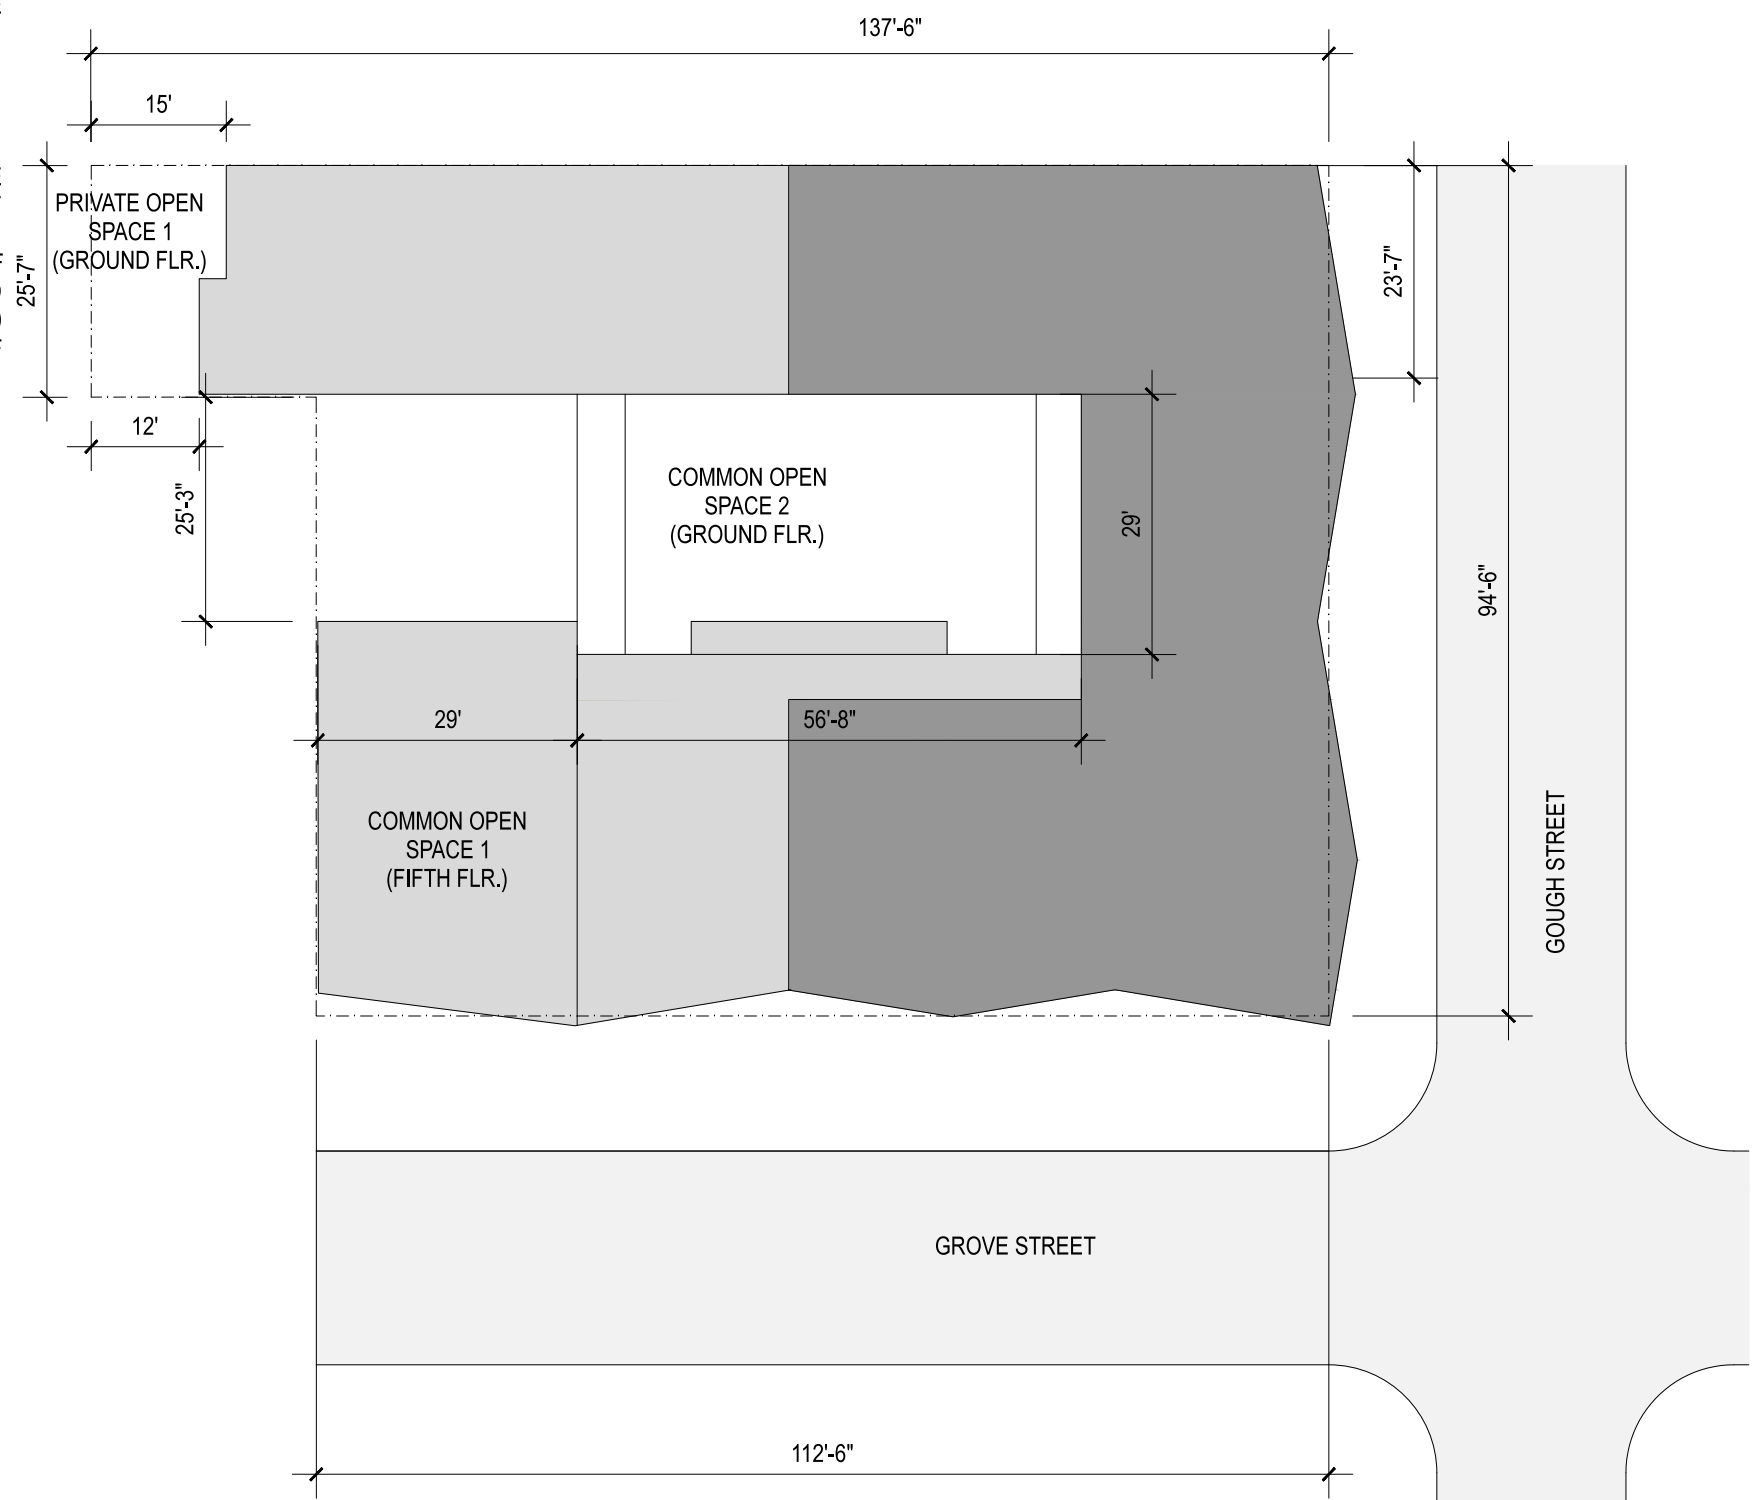 137'-6"
15'
PRIVATE OPEN
SPACE 1
(GROUND FLR.)
25'-7"
23'-7"
12'
25'-3"
COMMON OPEN
SPACE 2
(GROUND FLR.)
29'
94'-6"
29'
56'-8"
COMMON OPEN
SPACE 1
(FIFTH FLR.)
GOUGH STREET
GROVE STREET
112'-6"